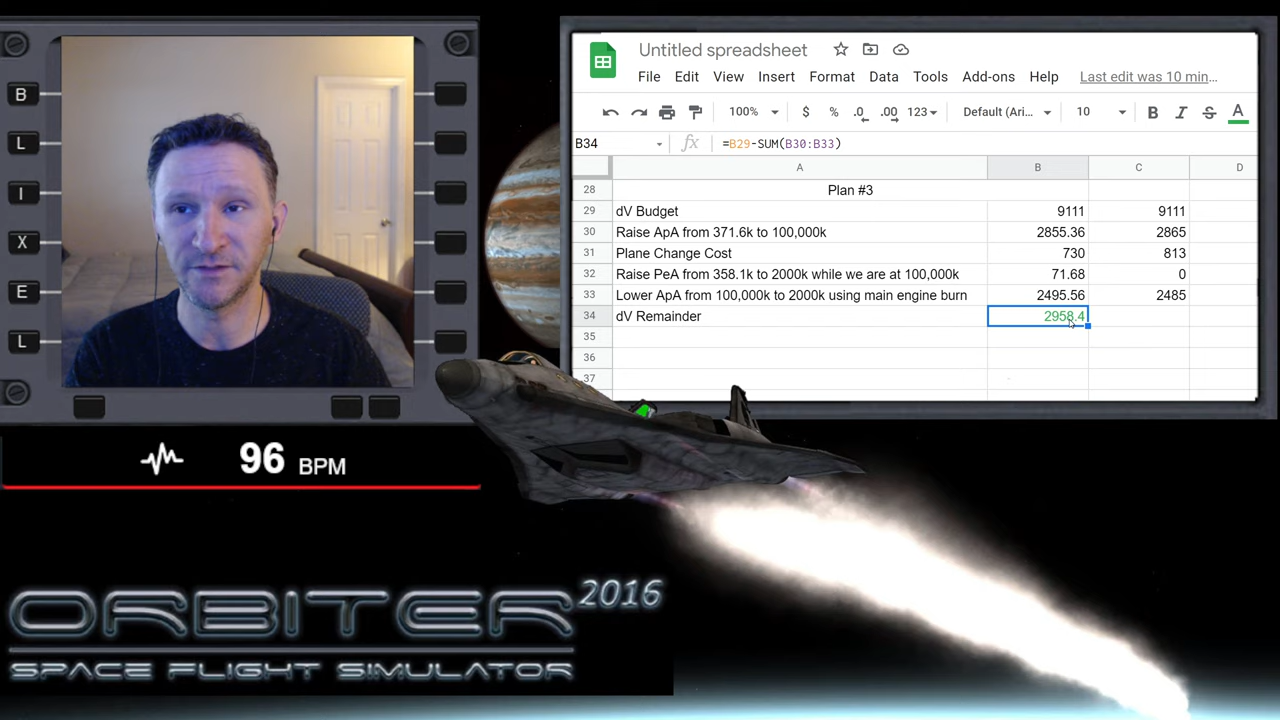 B
L
I
X
E
L
96 BPM
ORBITER 2016
SPACE FLIGHT SIMULATOR
Untitled spreadsheet
File Edit View Insert Format Data Tools Add-ons Help Last edit was 10 min…
100% $ % .0 .00 123 Default (Ari... 10 B I S A
B34 fx =B29-SUM(B30:B33)
A B C D
28 Plan #3
29 dV Budget 9111 9111
30 Raise ApA from 371.6k to 100,000k 2855.36 2865
31 Plane Change Cost 730 813
32 Raise PeA from 358.1k to 2000k while we are at 100,000k 71.68 0
33 Lower ApA from 100,000k to 2000k using main engine burn 2495.56 2485
34 dV Remainder 2958.4
35
36
37